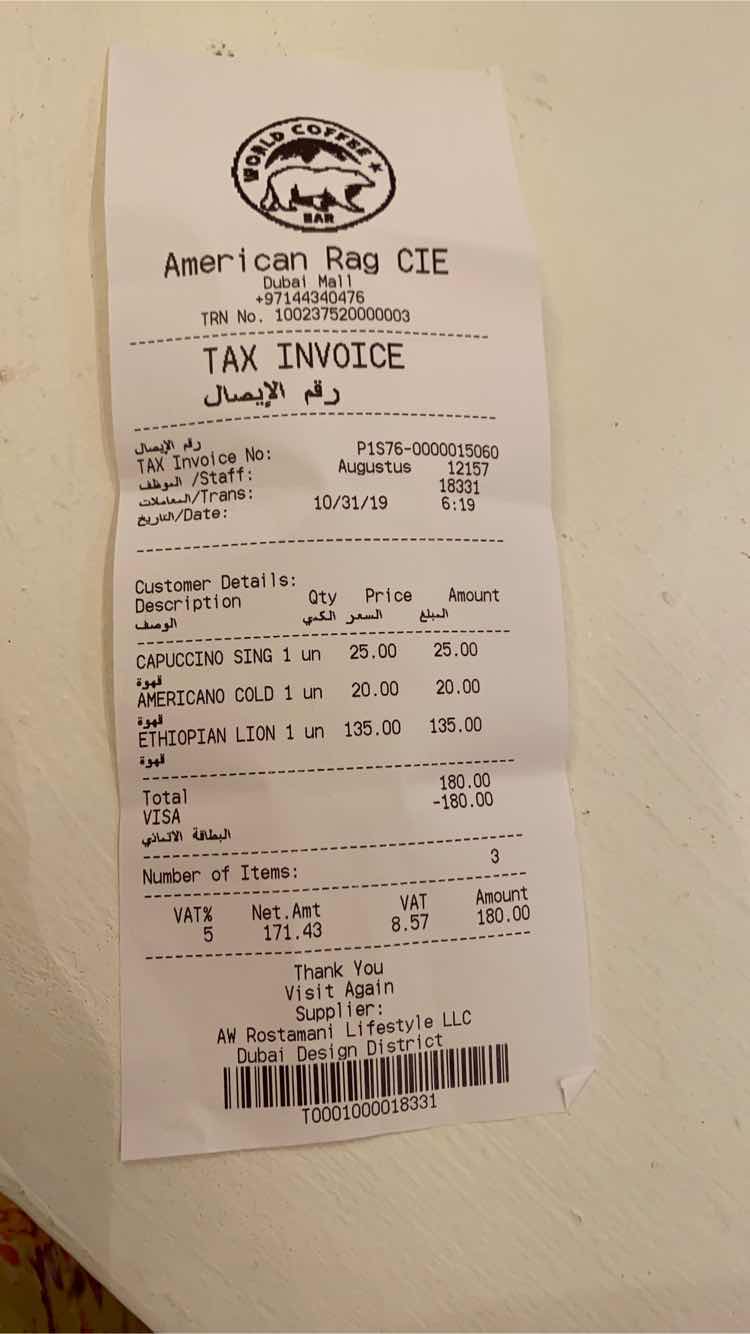 WORLD COFFEE
BAR
American Rag CIE
Dubai Mall
+97144340476
TRN No. 100237520000003
TAX INVOICE
رقم الإيصال
رقم الإيصال
TAX Invoice No: P1S76-0000015060
الموظف /Staff: Augustus 12157
المعاملات/Trans: 18331
التاريخ/Date: 10/31/19 6:19
Customer Details:
Description Qty Price Amount
الوصف الكمي السعر المبلغ
CAPUCCINO SING 1 un 25.00 25.00
قهوة
AMERICANO COLD 1 un 20.00 20.00
قهوة
ETHIOPIAN LION 1 un 135.00 135.00
قهوة
Total 180.00
VISA -180.00
البطاقة الائتماني
Number of Items: 3
VAT% Net.Amt VAT Amount
5 171.43 8.57 180.00
Thank You
Visit Again
Supplier:
AW Rostamani Lifestyle LLC
Dubai Design District
T0001000018331